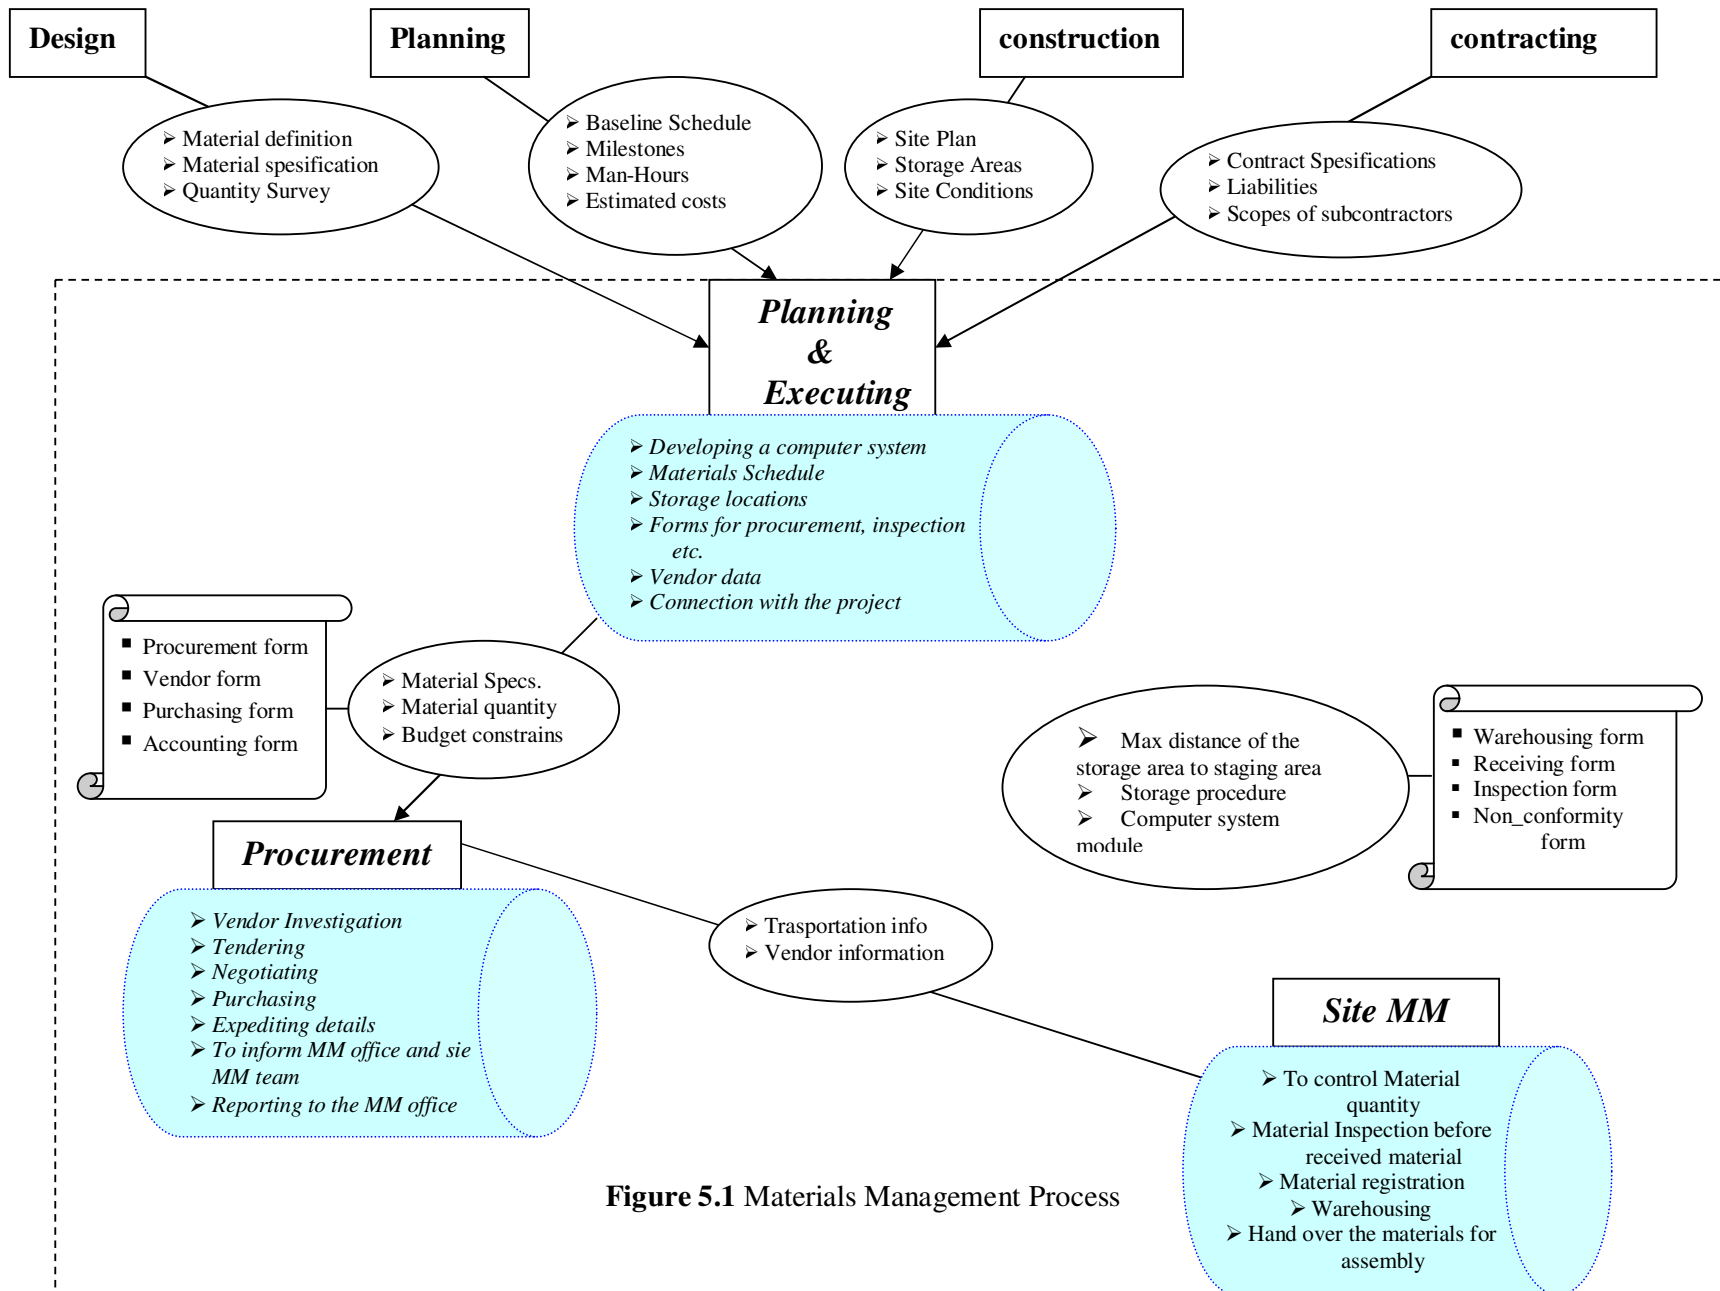 Design
Planning
construction
contracting
➢ Material definition
➢ Material spesification
➢ Quantity Survey
➢ Baseline Schedule
➢ Milestones
➢ Man-Hours
➢ Estimated costs
➢ Site Plan
➢ Storage Areas
➢ Site Conditions
➢ Contract Spesifications
➢ Liabilities
➢ Scopes of subcontractors
Planning
&
Executing
➢ Developing a computer system
➢ Materials Schedule
➢ Storage locations
➢ Forms for procurement, inspection
etc.
➢ Vendor data
➢ Connection with the project
▪ Procurement form
▪ Vendor form
▪ Purchasing form
▪ Accounting form
➢ Material Specs.
➢ Material quantity
➢ Budget constrains
➢ Max distance of the
storage area to staging area
➢ Storage procedure
➢ Computer system
module
▪ Warehousing form
▪ Receiving form
▪ Inspection form
▪ Non_conformity
form
Procurement
➢ Vendor Investigation
➢ Tendering
➢ Negotiating
➢ Purchasing
➢ Expediting details
➢ To inform MM office and sie
MM team
➢ Reporting to the MM office
➢ Trasportation info
➢ Vendor information
Site MM
➢ To control Material
quantity
➢ Material Inspection before
received material
➢ Material registration
➢ Warehousing
➢ Hand over the materials for
assembly
Figure 5.1 Materials Management Process